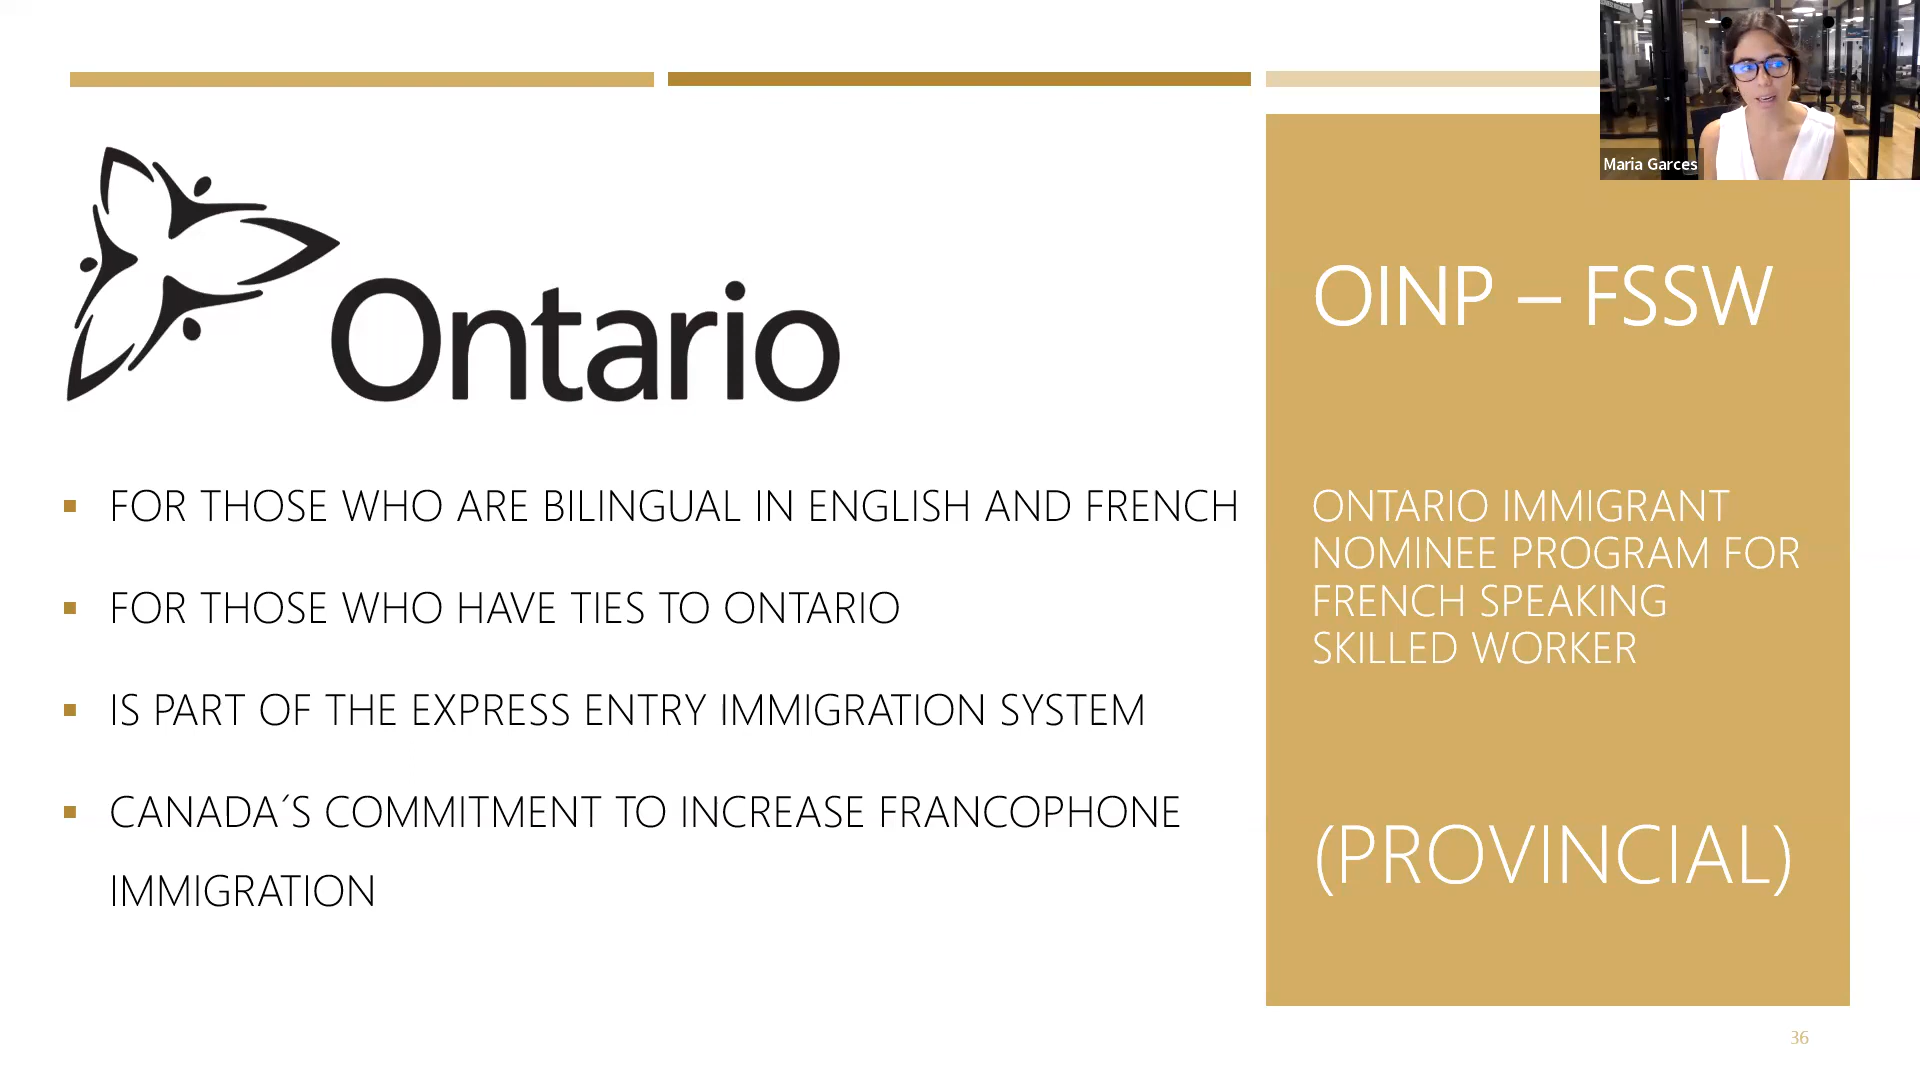 Maria Garces
Ontario
OINP – FSSW
FOR THOSE WHO ARE BILINGUAL IN ENGLISH AND FRENCH
FOR THOSE WHO HAVE TIES TO ONTARIO
IS PART OF THE EXPRESS ENTRY IMMIGRATION SYSTEM
CANADA´S COMMITMENT TO INCREASE FRANCOPHONE
IMMIGRATION
ONTARIO IMMIGRANT
NOMINEE PROGRAM FOR
FRENCH SPEAKING
SKILLED WORKER
(PROVINCIAL)
36